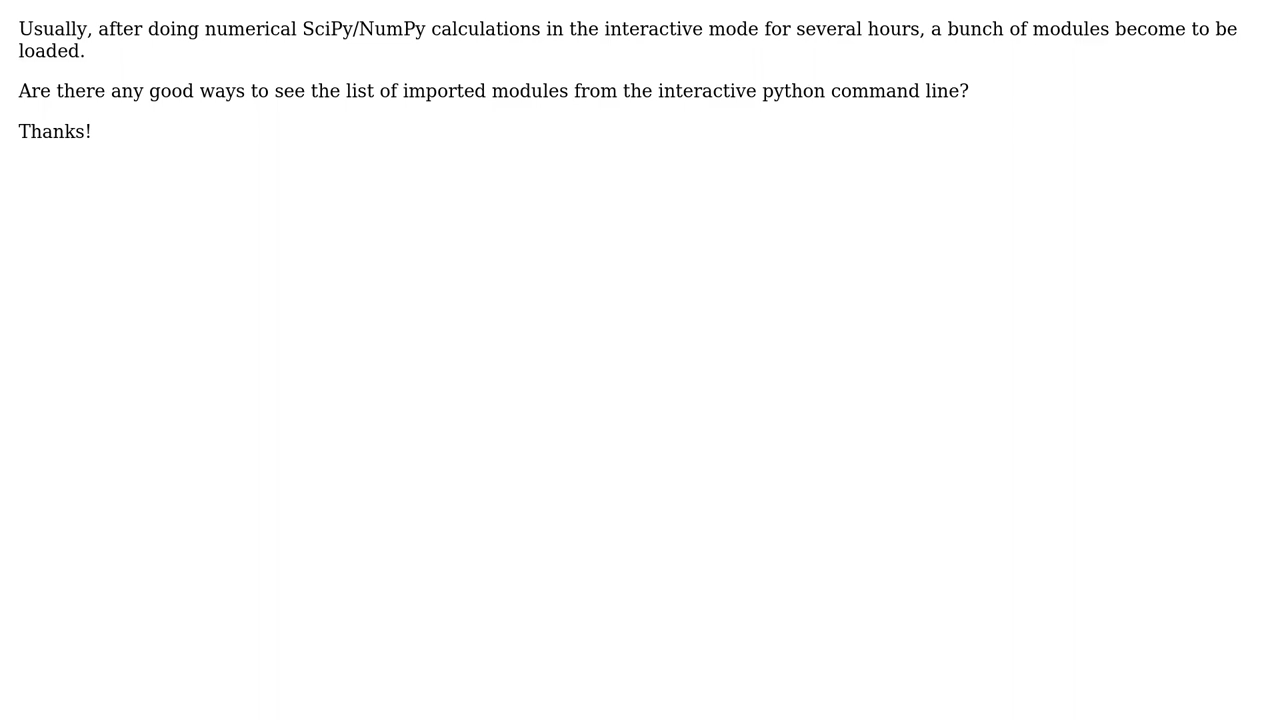 Usually, after doing numerical SciPy/NumPy calculations in the interactive mode for several hours, a bunch of modules become to be
loaded.
Are there any good ways to see the list of imported modules from the interactive python command line?
Thanks!